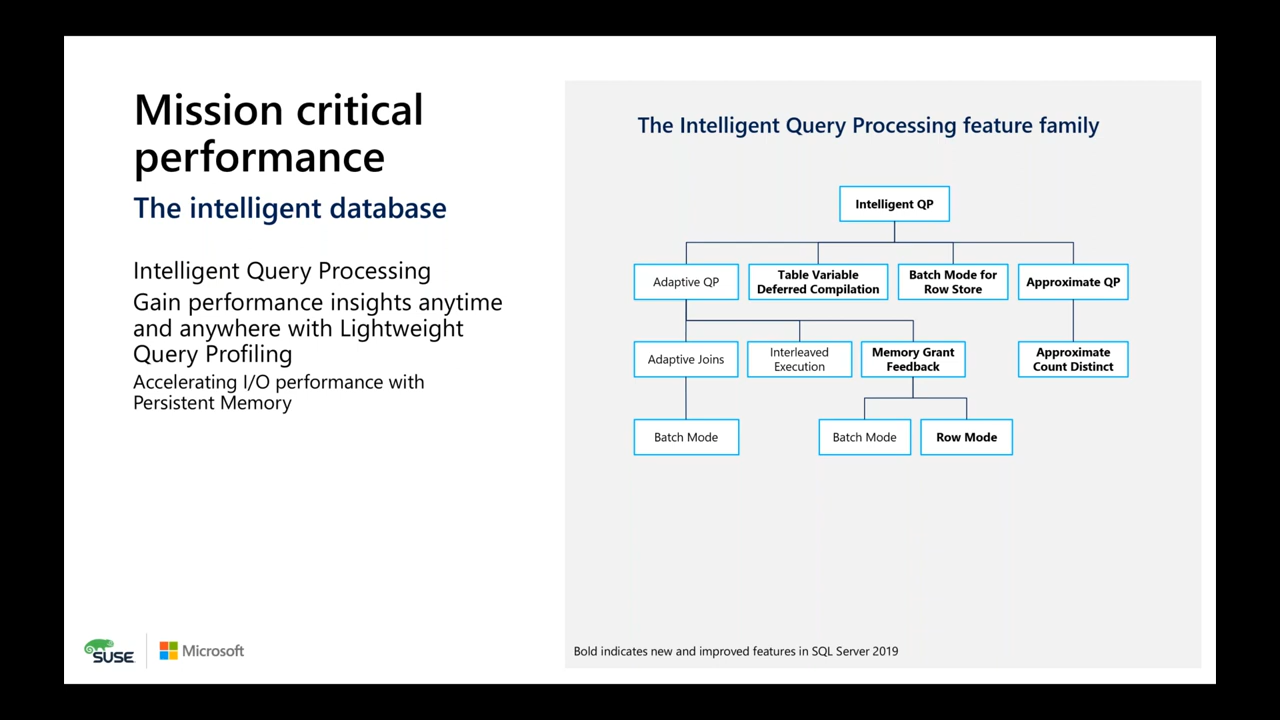 Mission critical
performance
The intelligent database
Intelligent Query Processing
Gain performance insights anytime
and anywhere with Lightweight
Query Profiling
Accelerating I/O performance with
Persistent Memory
The Intelligent Query Processing feature family
Intelligent QP
Adaptive QP
Table Variable
Deferred Compilation
Batch Mode for
Row Store
Approximate QP
Adaptive Joins
Interleaved
Execution
Memory Grant
Feedback
Approximate
Count Distinct
Batch Mode
Batch Mode
Row Mode
SUSE
Microsoft
Bold indicates new and improved features in SQL Server 2019